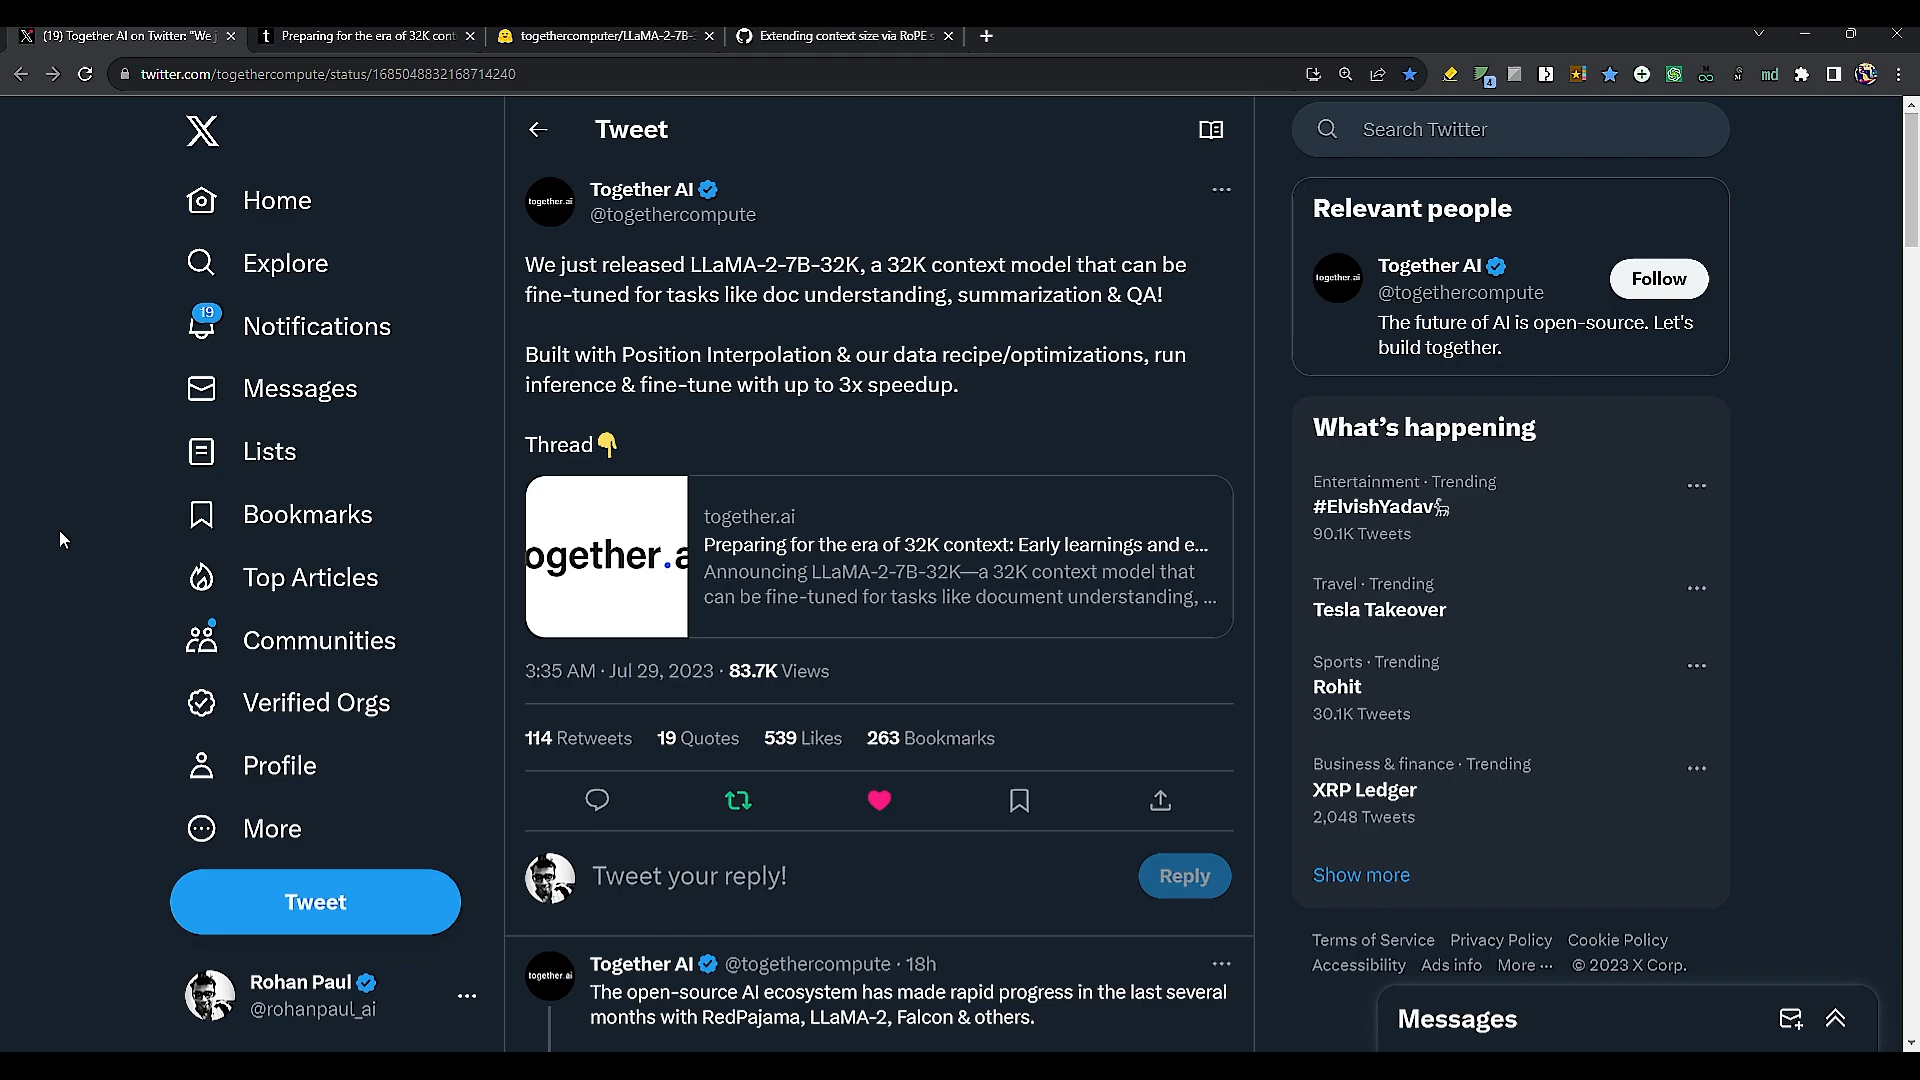 (19) Together AI on Twitter: "We j
Preparing for the era of 32K cont
togethercomputer/LLaMA-2-7B-
Extending context size via RoPE s
twitter.com/togethercompute/status/1685048832168714240
4
md
Home
Explore
19
Notifications
Messages
Lists
Bookmarks
Top Articles
Communities
Verified Orgs
Profile
More
Tweet
Rohan Paul
@rohanpaul_ai
Tweet
together.ai
Together AI
@togethercompute
We just released LLaMA-2-7B-32K, a 32K context model that can be
fine-tuned for tasks like doc understanding, summarization & QA!
Built with Position Interpolation & our data recipe/optimizations, run
inference & fine-tune with up to 3x speedup.
Thread👇
ogether.a
together.ai
Preparing for the era of 32K context: Early learnings and e...
Announcing LLaMA-2-7B-32K—a 32K context model that
can be fine-tuned for tasks like document understanding, ...
3:35 AM · Jul 29, 2023 · 83.7K Views
114 Retweets 19 Quotes 539 Likes 263 Bookmarks
Tweet your reply!
Reply
together.ai
Together AI @togethercompute · 18h
The open-source AI ecosystem has made rapid progress in the last several
months with RedPajama, LLaMA-2, Falcon & others.
Search Twitter
Relevant people
together.ai
Together AI
@togethercompute
Follow
The future of AI is open-source. Let's
build together.
What's happening
Entertainment · Trending
#ElvishYadav
90.1K Tweets
Travel · Trending
Tesla Takeover
Sports · Trending
Rohit
30.1K Tweets
Business & finance · Trending
XRP Ledger
2,048 Tweets
Show more
Terms of Service Privacy Policy Cookie Policy
Accessibility Ads info More ··· © 2023 X Corp.
Messages